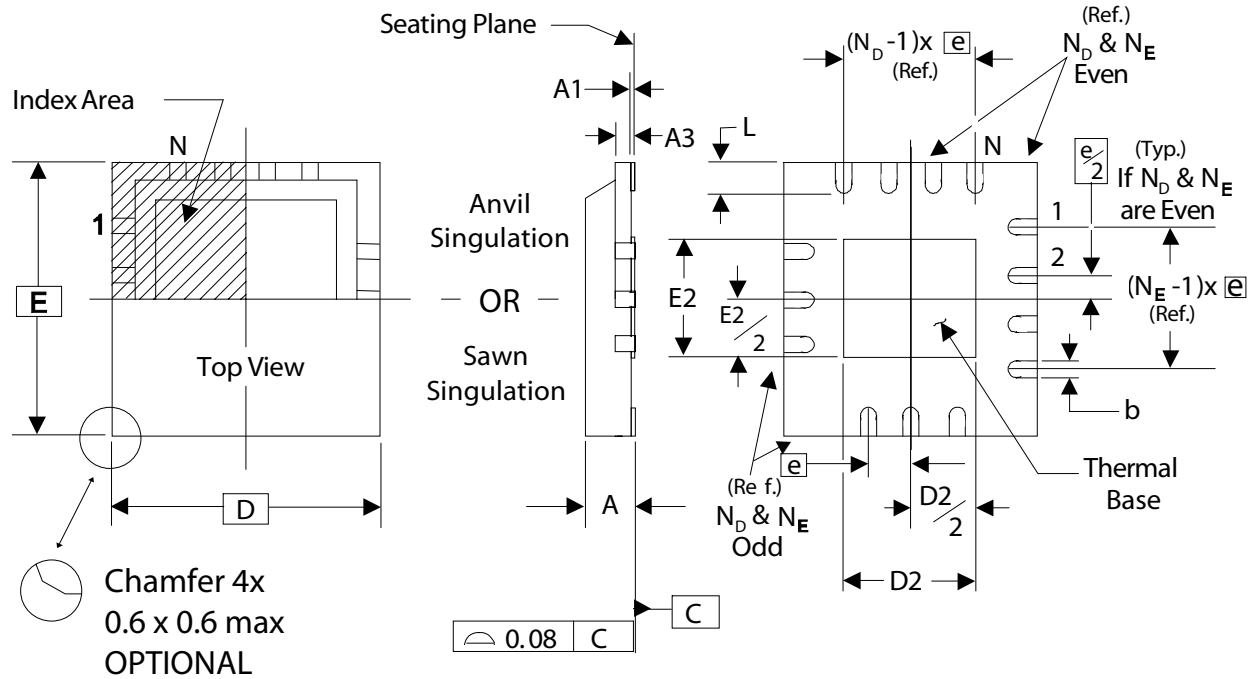 Seating Plane
Index Area
N
1
E
Top View
D
Chamfer 4x
0.6 x 0.6 max
OPTIONAL
A1
A3
L
Anvil
Singulation
OR
Sawn
Singulation
A
C
0.08 C
(N_D -1)x e
(Ref.)
(Ref.)
N_D & N_E
Even
N
e/2
(Typ.)
If N_D & N_E
are Even
1
2
(N_E -1)x e
(Ref.)
b
E2
E2/2
Thermal
Base
e
(Re f.)
N_D & N_E
Odd
D2/2
D2